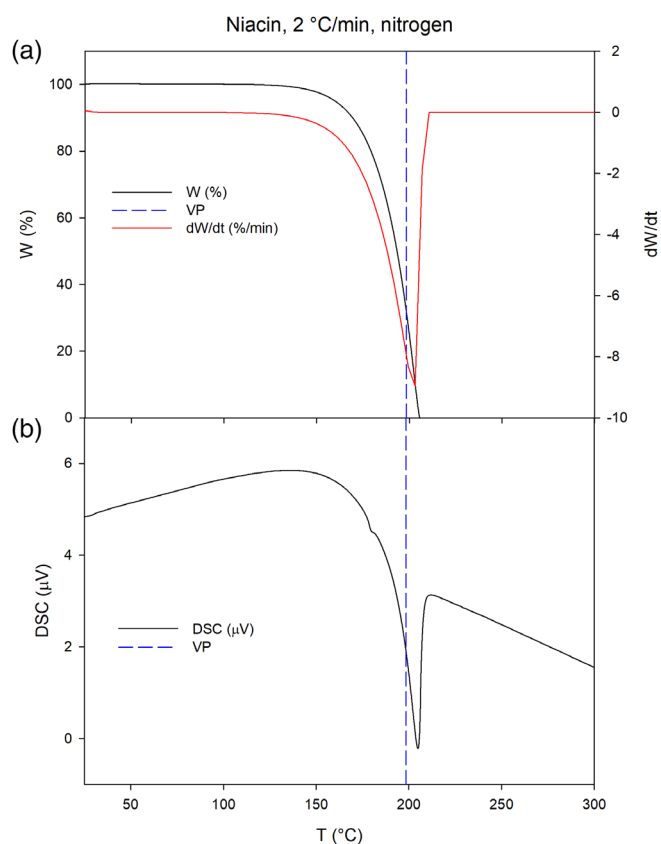 Niacin, 2 °C/min, nitrogen
(a)
2
100
0
80
-2
W (%)
VP
dW/dt (%/min)
W (%)
dW/dt
60
-4
40
-6
20
-8
0
-10
(b)
6
4
DSC (μV)
2
DSC (μV)
VP
0
50
100
150
200
250
300
T (°C)